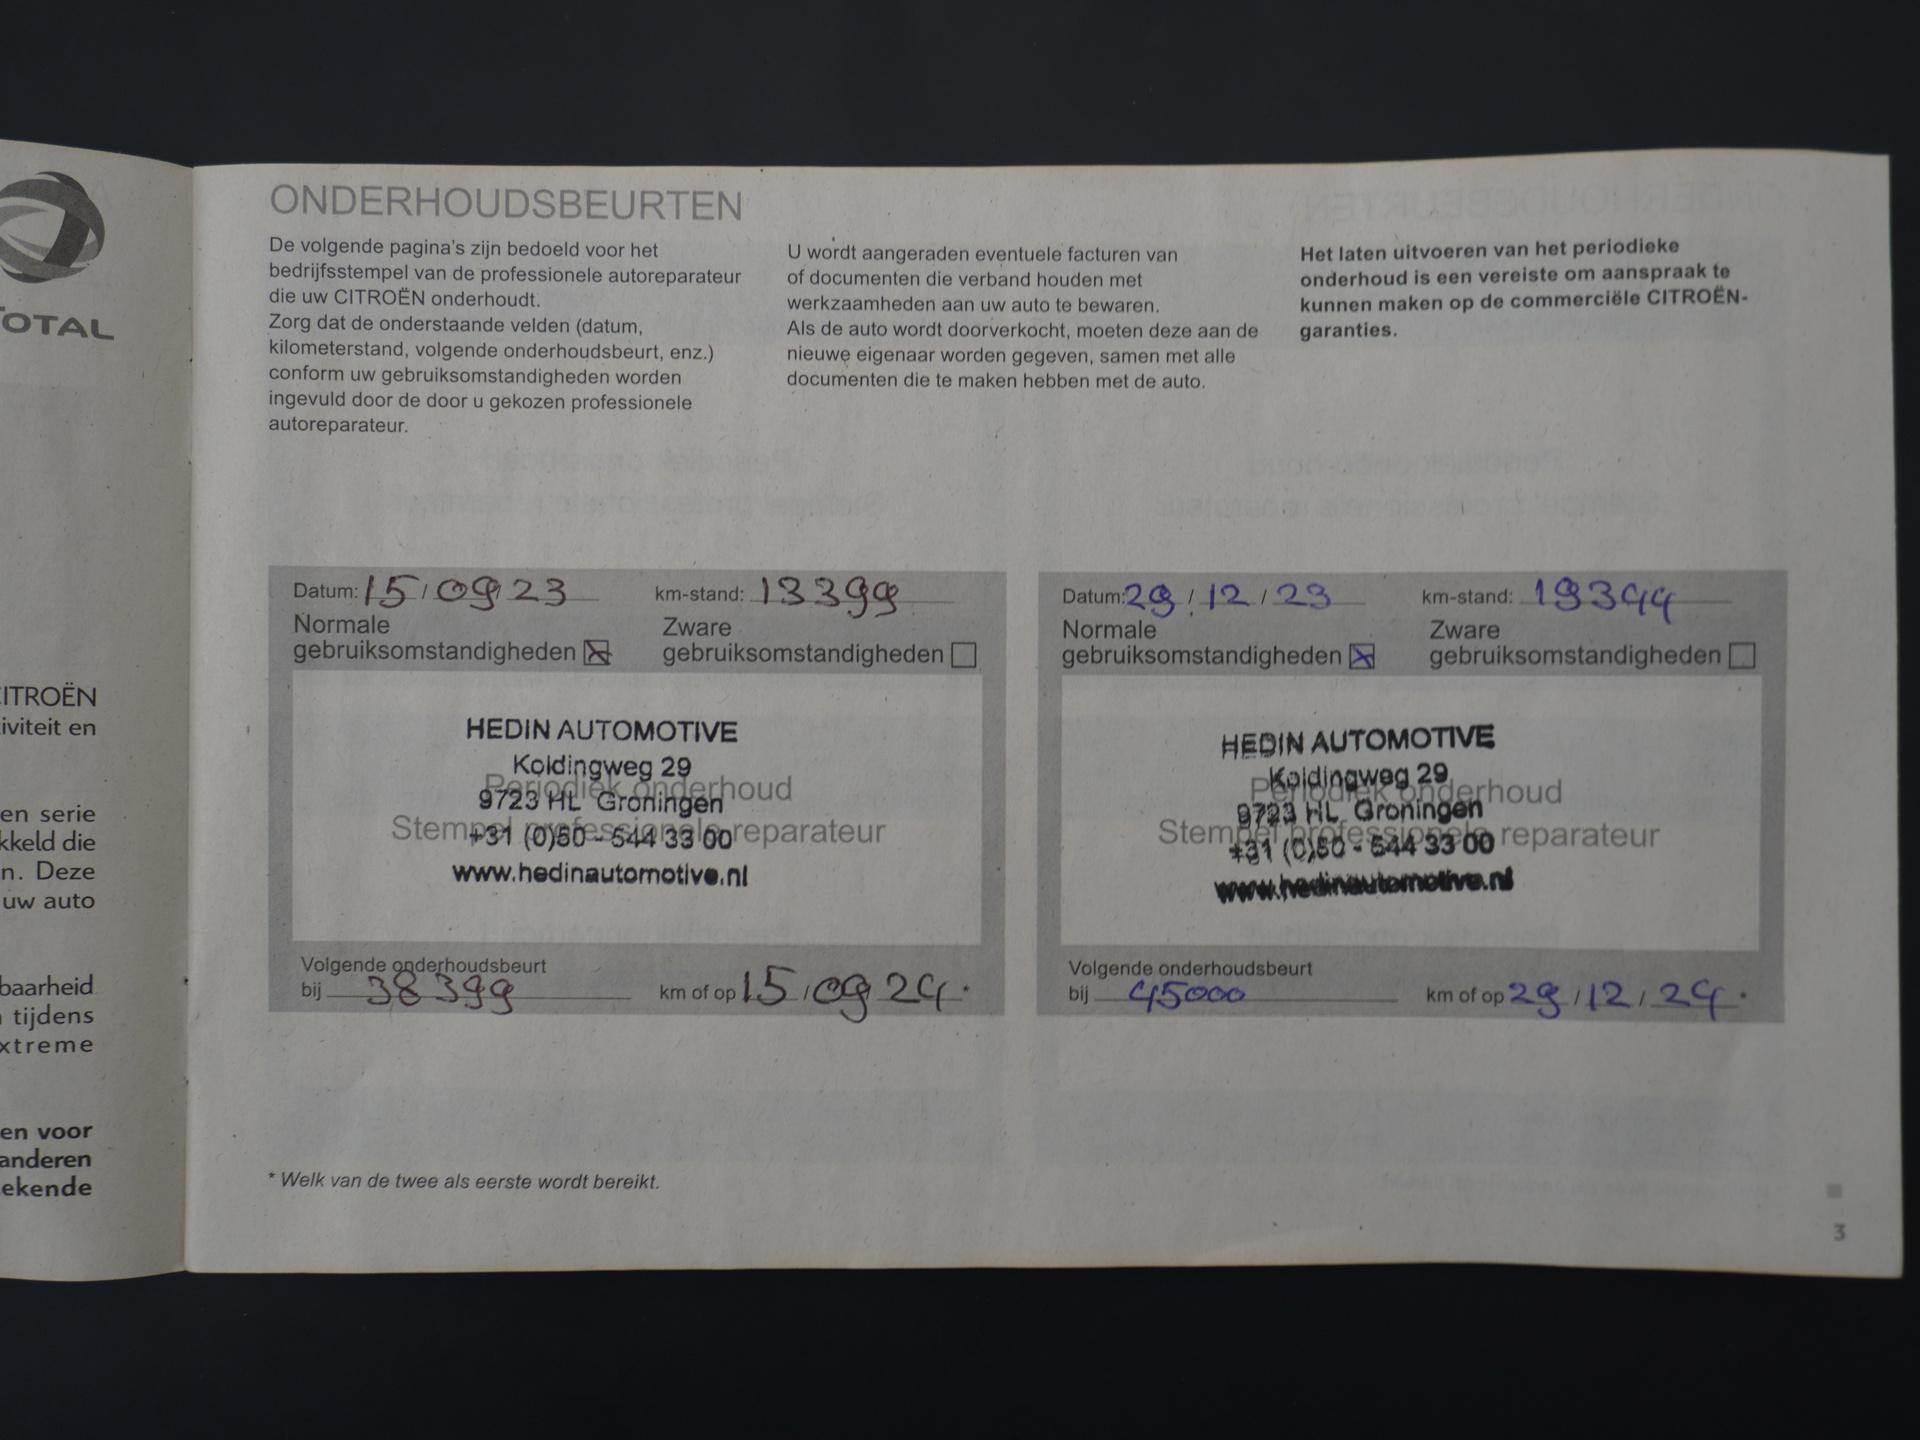 TOTAL
CITROËN
iviteit en
en serie
kkeld die
n. Deze
uw auto
baarheid
tijdens
xtreme
en voor
anderen
ekende
ONDERHOUDSBEURTEN
De volgende pagina's zijn bedoeld voor het
bedrijfsstempel van de professionele autoreparateur
die uw CITROËN onderhoudt.
Zorg dat de onderstaande velden (datum,
kilometerstand, volgende onderhoudsbeurt, enz.)
conform uw gebruiksomstandigheden worden
ingevuld door de door u gekozen professionele
autoreparateur.
U wordt aangeraden eventuele facturen van
of documenten die verband houden met
werkzaamheden aan uw auto te bewaren.
Als de auto wordt doorverkocht, moeten deze aan de
nieuwe eigenaar worden gegeven, samen met alle
documenten die te maken hebben met de auto.
Het laten uitvoeren van het periodieke
onderhoud is een vereiste om aanspraak te
kunnen maken op de commerciële CITROËN-
garanties.
Datum: 15/09/23 km-stand: 13399
Normale gebruiksomstandigheden Zware gebruiksomstandigheden
HEDIN AUTOMOTIVE
Koldingweg 29
Periodiek onderhoud
9723 HL Groningen
Stempel professionele reparateur
+31 (0)50 - 544 33 00
www.hedinautomotive.nl
Volgende onderhoudsbeurt
bij 38399 km of op 15/09/24 *
Datum: 29/12/23 km-stand: 19344
Normale gebruiksomstandigheden Zware gebruiksomstandigheden
HEDIN AUTOMOTIVE
Koldingweg 29
Periodiek onderhoud
9723 HL Groningen
Stempel professionele reparateur
+31 (0)50 - 544 33 00
www.hedinautomotive.nl
Volgende onderhoudsbeurt
bij 45000 km of op 29/12/24 *
* Welk van de twee als eerste wordt bereikt.
3